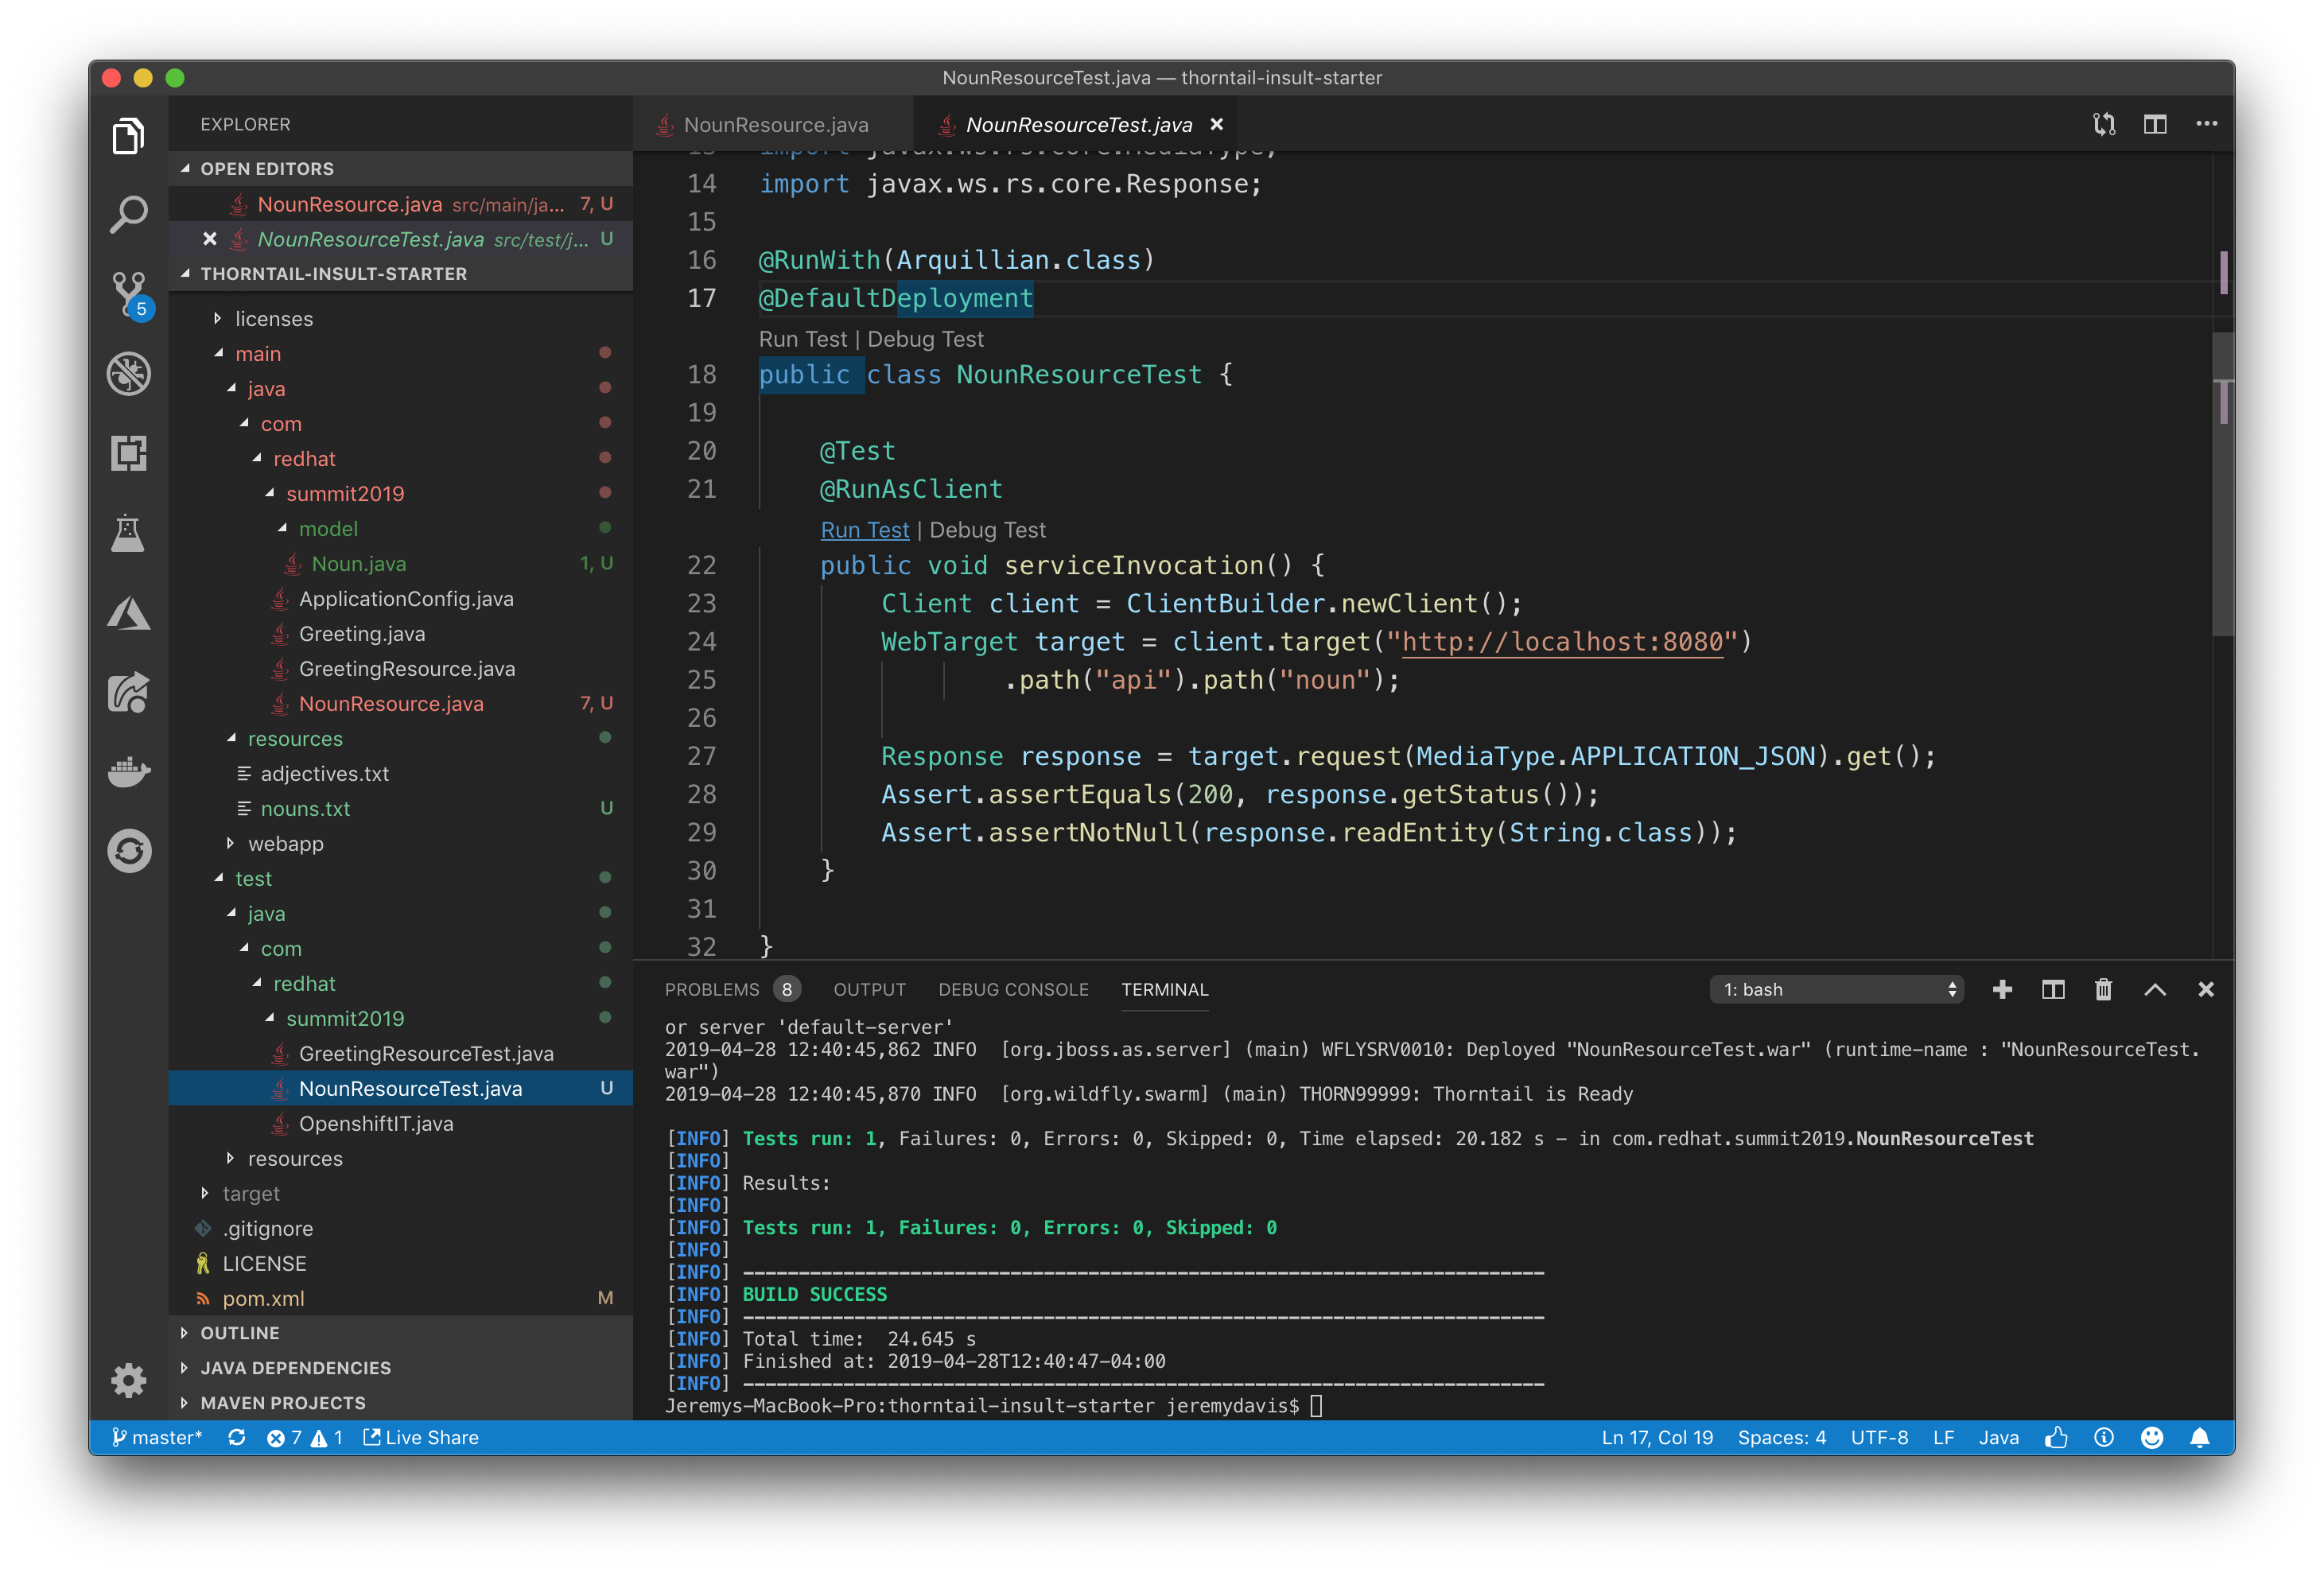 NounResourceTest.java — thorntail-insult-starter
EXPLORER
OPEN EDITORS
NounResource.java src/main/ja... 7, U
NounResourceTest.java src/test/j... U
THORNTAIL-INSULT-STARTER
licenses
main
java
com
redhat
summit2019
model
Noun.java 1, U
ApplicationConfig.java
Greeting.java
GreetingResource.java
NounResource.java 7, U
resources
adjectives.txt
nouns.txt U
webapp
test
java
com
redhat
summit2019
GreetingResourceTest.java
NounResourceTest.java U
OpenshiftIT.java
resources
target
.gitignore
LICENSE
pom.xml M
OUTLINE
JAVA DEPENDENCIES
MAVEN PROJECTS
5
NounResource.java NounResourceTest.java
13 import javax.ws.rs.core.MediaType;
14 import javax.ws.rs.core.Response;
15
16 @RunWith(Arquillian.class)
17 @DefaultDeployment
Run Test | Debug Test
18 public class NounResourceTest {
19
20 @Test
21 @RunAsClient
Run Test | Debug Test
22 public void serviceInvocation() {
23 Client client = ClientBuilder.newClient();
24 WebTarget target = client.target("http://localhost:8080")
25 .path("api").path("noun");
26
27 Response response = target.request(MediaType.APPLICATION_JSON).get();
28 Assert.assertEquals(200, response.getStatus());
29 Assert.assertNotNull(response.readEntity(String.class));
30 }
31
32 }
PROBLEMS 8 OUTPUT DEBUG CONSOLE TERMINAL 1: bash
or server 'default-server'
2019-04-28 12:40:45,862 INFO [org.jboss.as.server] (main) WFLYSRV0010: Deployed "NounResourceTest.war" (runtime-name : "NounResourceTest.
war")
2019-04-28 12:40:45,870 INFO [org.wildfly.swarm] (main) THORN99999: Thorntail is Ready
[INFO] Tests run: 1, Failures: 0, Errors: 0, Skipped: 0, Time elapsed: 20.182 s - in com.redhat.summit2019.NounResourceTest
[INFO]
[INFO] Results:
[INFO]
[INFO] Tests run: 1, Failures: 0, Errors: 0, Skipped: 0
[INFO]
[INFO] ------------------------------------------------------------------------
[INFO] BUILD SUCCESS
[INFO] ------------------------------------------------------------------------
[INFO] Total time: 24.645 s
[INFO] Finished at: 2019-04-28T12:40:47-04:00
[INFO] ------------------------------------------------------------------------
Jeremys-MacBook-Pro:thorntail-insult-starter jeremydavis$
master* 7 1 Live Share Ln 17, Col 19 Spaces: 4 UTF-8 LF Java